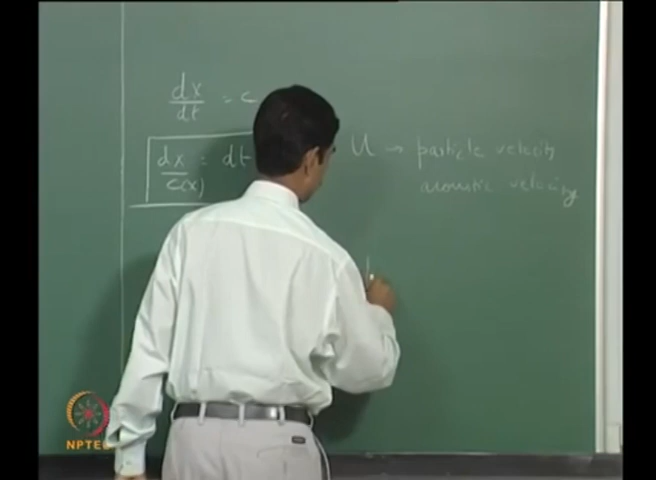 dx/dt = c
dx/c(x) = dt
u → particle velocity
acoustic velocity
NPTEL